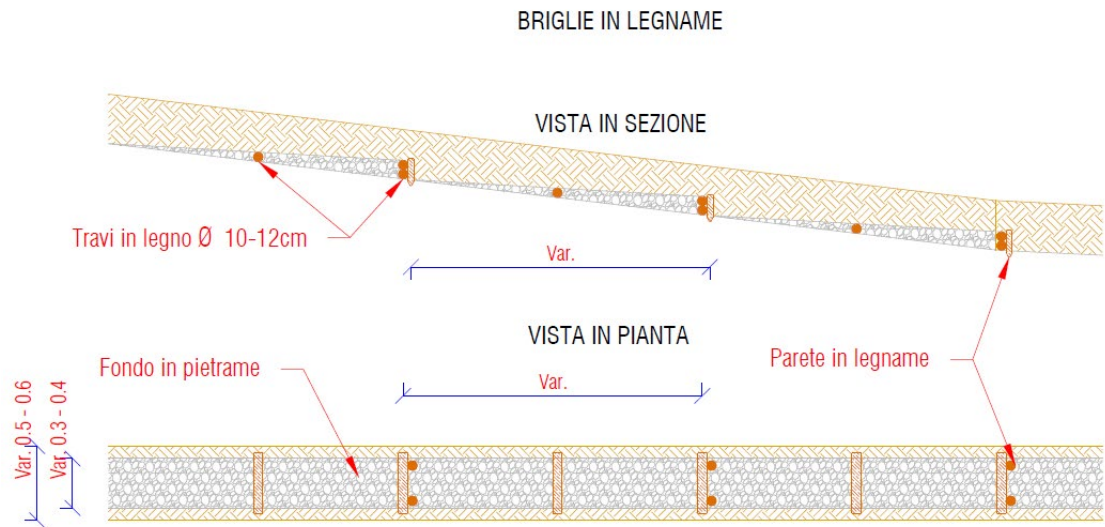 BRIGLIE IN LEGNAME
VISTA IN SEZIONE
Travi in legno Ø 10-12cm
Var.
VISTA IN PIANTA
Fondo in pietrame
Var.
Parete in legname
Var. 0.5 - 0.6
Var. 0.3 - 0.4